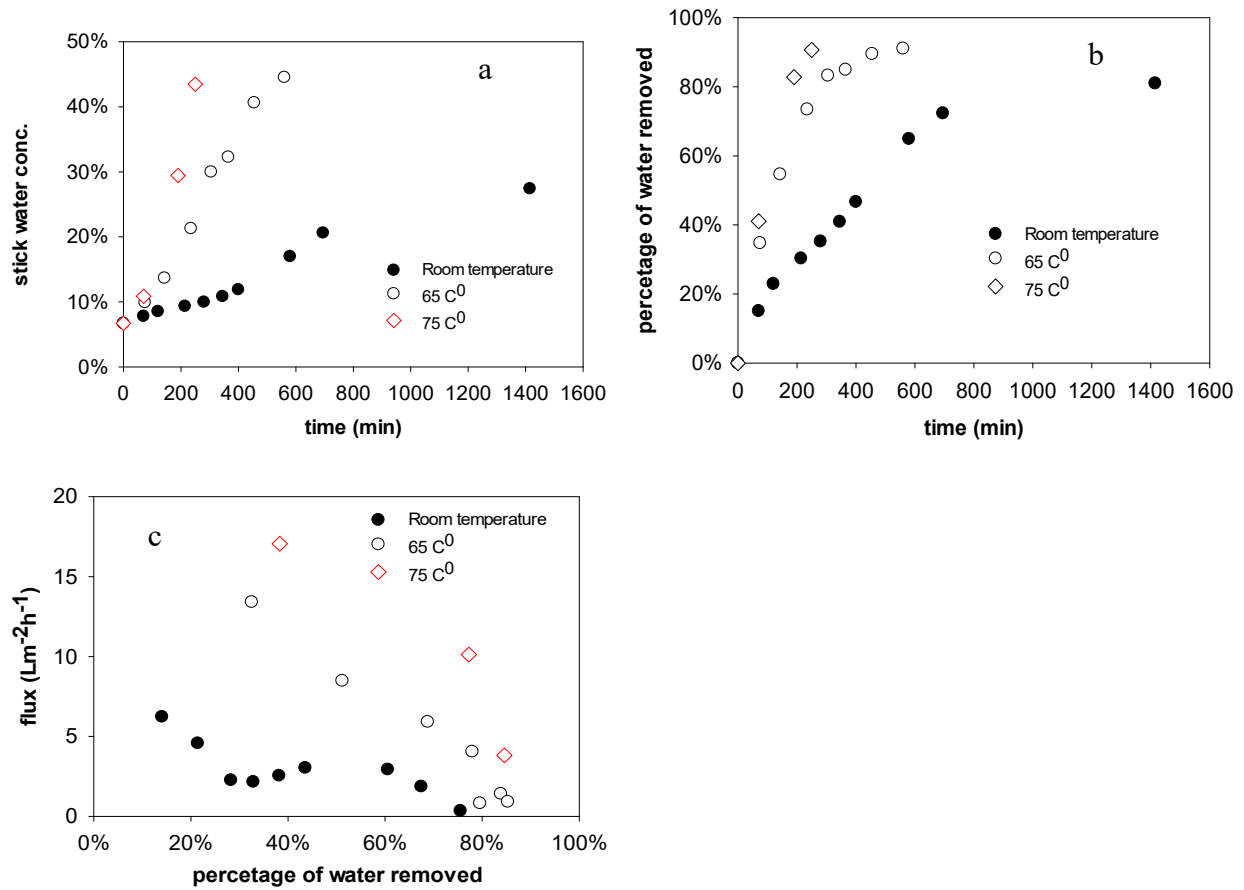 a
50%
40%
30%
20%
10%
0%
stick water conc.
Room temperature
65 C⁰
75 C⁰
0 200 400 600 800 1000 1200 1400 1600
time (min)
b
100%
80%
60%
40%
20%
0%
percetage of water removed
Room temperature
65 C⁰
75 C⁰
0 200 400 600 800 1000 1200 1400 1600
time (min)
c
20
15
10
5
0
flux (Lm⁻²h⁻¹)
Room temperature
65 C⁰
75 C⁰
0% 20% 40% 60% 80% 100%
percetage of water removed